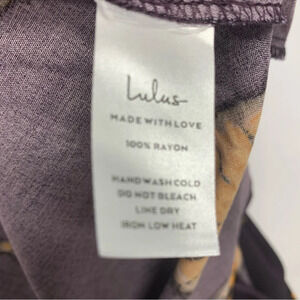 Lulus
MADE WITH LOVE
100% RAYON
HAND WASH COLD
DO NOT BLEACH
LINE DRY
IRON LOW HEAT